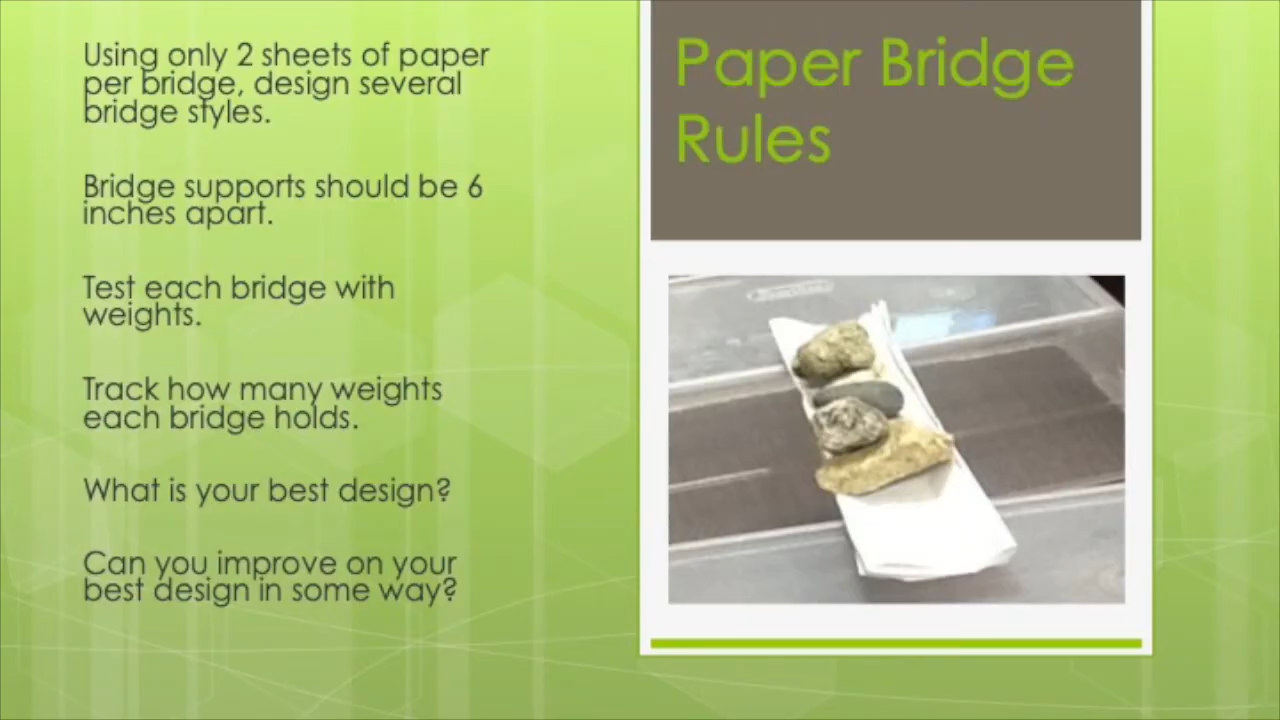 Using only 2 sheets of paper
per bridge, design several
bridge styles.
Bridge supports should be 6
inches apart.
Test each bridge with
weights.
Track how many weights
each bridge holds.
What is your best design?
Can you improve on your
best design in some way?
Paper Bridge
Rules